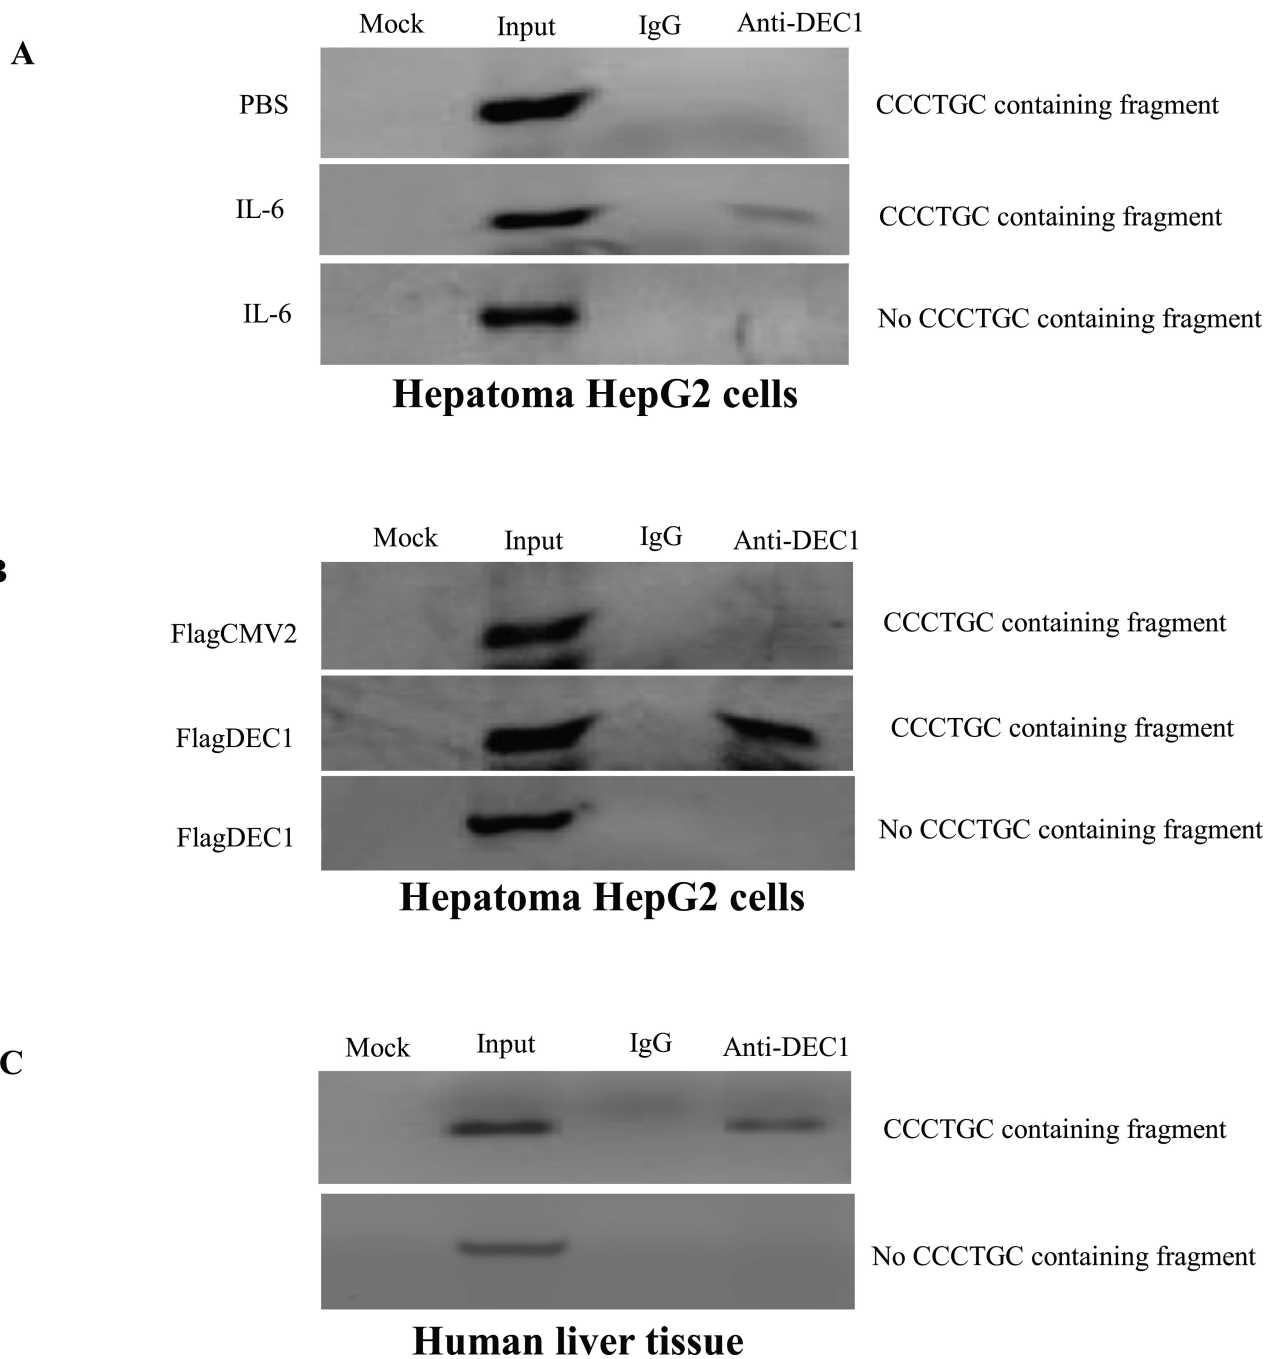 A
Mock Input IgG Anti-DEC1
PBS CCCTGC containing fragment
IL-6 CCCTGC containing fragment
IL-6 No CCCTGC containing fragment
Hepatoma HepG2 cells
B
Mock Input IgG Anti-DEC1
FlagCMV2 CCCTGC containing fragment
FlagDEC1 CCCTGC containing fragment
FlagDEC1 No CCCTGC containing fragment
Hepatoma HepG2 cells
C
Mock Input IgG Anti-DEC1
CCCTGC containing fragment
No CCCTGC containing fragment
Human liver tissue